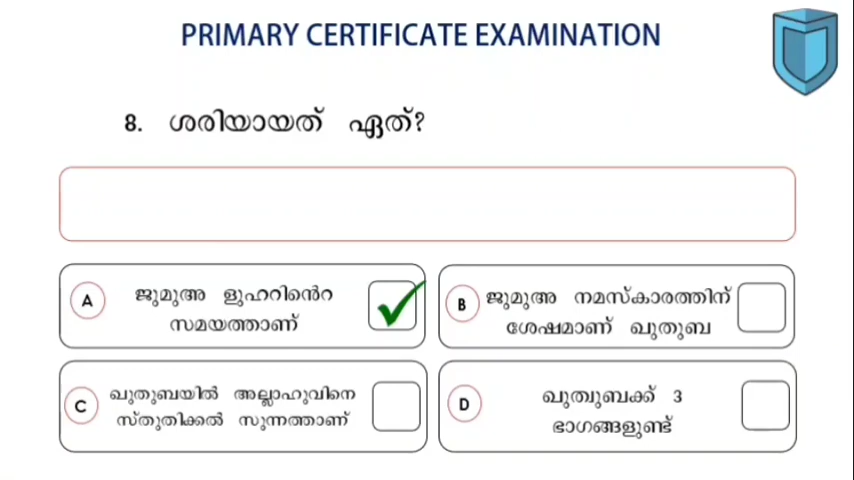 PRIMARY CERTIFICATE EXAMINATION
8. ശരിയായത് ഏത്?
A
ജുമുഅ ളുഹറിൻെറ
സമയത്താണ്
B
ജുമുഅ നമസ്കാരത്തിന്
ശേഷമാണ് ഖുതുബ
C
ഖുതുബയിൽ അല്ലാഹുവിനെ
സ്തുതിക്കൽ സുന്നത്താണ്
D
ഖുത്വുബക്ക് 3
ഭാഗങ്ങളുണ്ട്